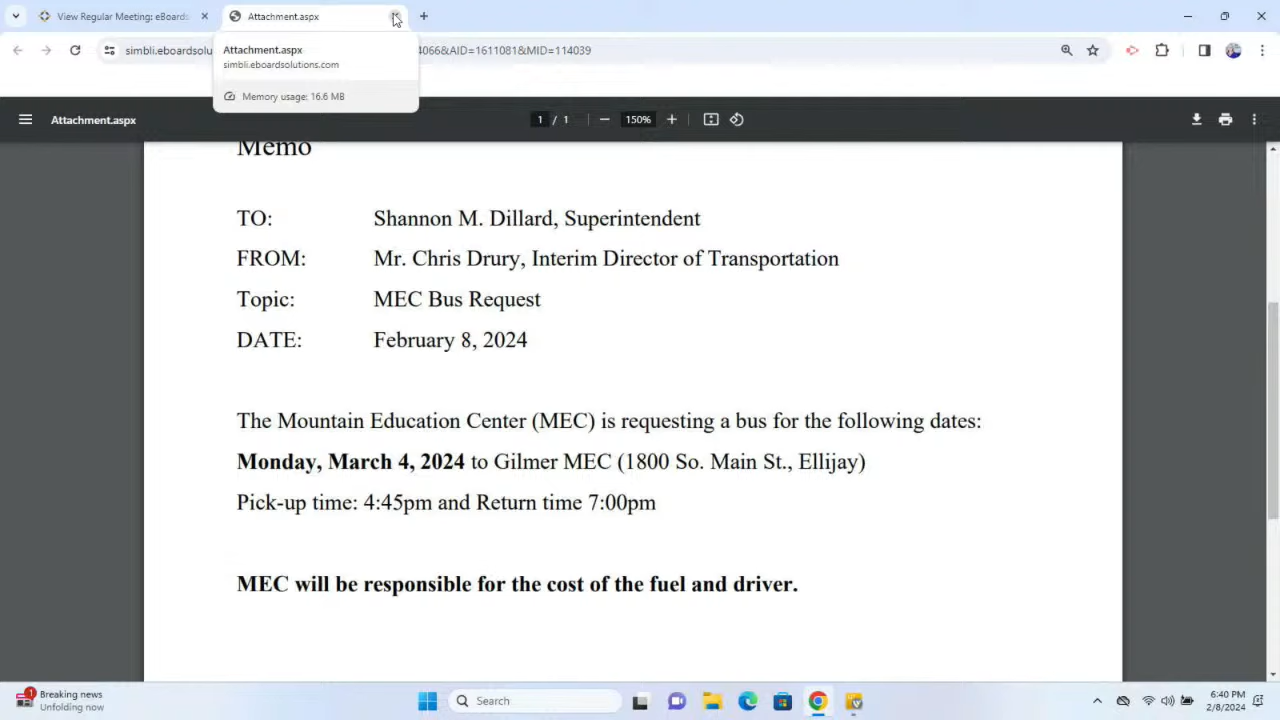 View Regular Meeting: eBoards
Attachment.aspx
simbli.eboardsolu
4066&AID=1611081&MID=114039
Attachment.aspx
simbli.eboardsolutions.com
Memory usage: 16.6 MB
Attachment.aspx
1 / 1
150%
Memo
TO: Shannon M. Dillard, Superintendent
FROM: Mr. Chris Drury, Interim Director of Transportation
Topic: MEC Bus Request
DATE: February 8, 2024
The Mountain Education Center (MEC) is requesting a bus for the following dates:
Monday, March 4, 2024 to Gilmer MEC (1800 So. Main St., Ellijay)
Pick-up time: 4:45pm and Return time 7:00pm
MEC will be responsible for the cost of the fuel and driver.
1
Breaking news
Unfolding now
Search
6:40 PM
2/8/2024